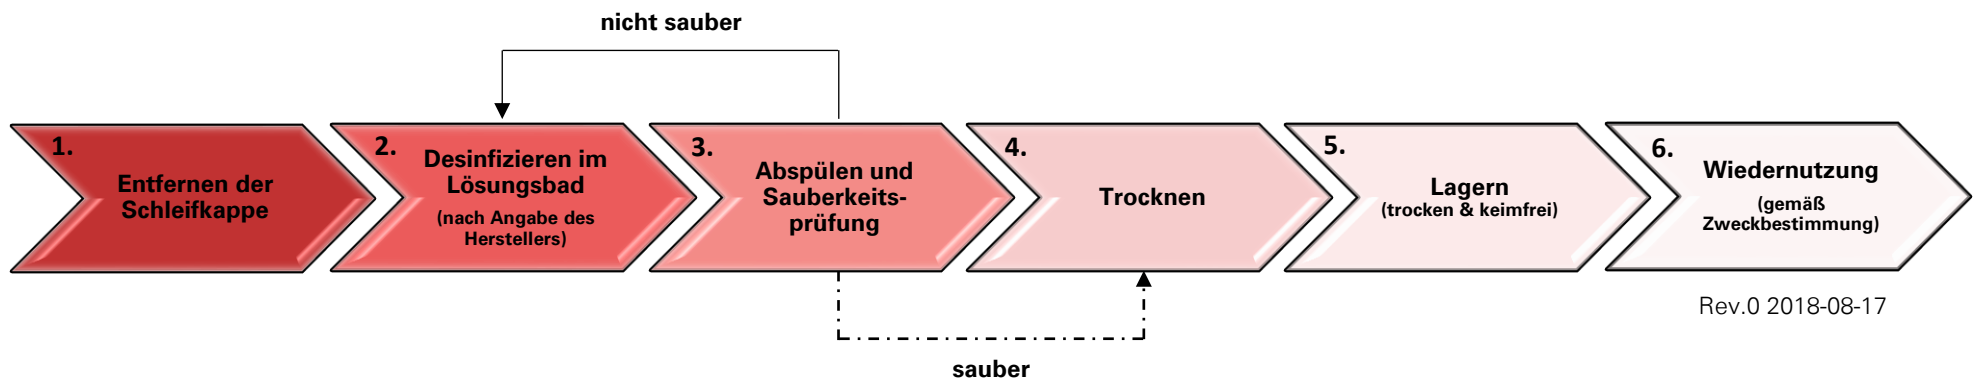 nicht sauber
1.
Entfernen der
Schleifkappe
2.
Desinfizieren im
Lösungsbad
(nach Angabe des
Herstellers)
3.
Abspülen und
Sauberkeits-
prüfung
4.
Trocknen
5.
Lagern
(trocken & keimfrei)
6.
Wiedernutzung
(gemäß
Zweckbestimmung)
Rev.0 2018-08-17
sauber